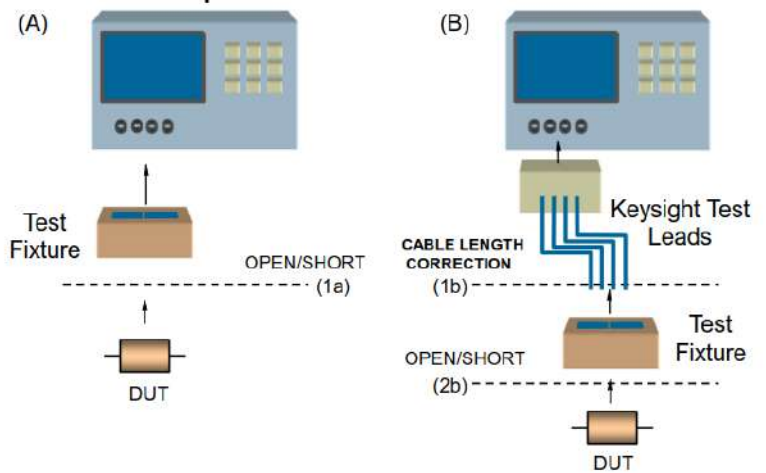 (A)
Test
Fixture
OPEN/SHORT
(1a)
DUT
(B)
Keysight Test
Leads
CABLE LENGTH
CORRECTION
(1b)
Test
Fixture
OPEN/SHORT
(2b)
DUT